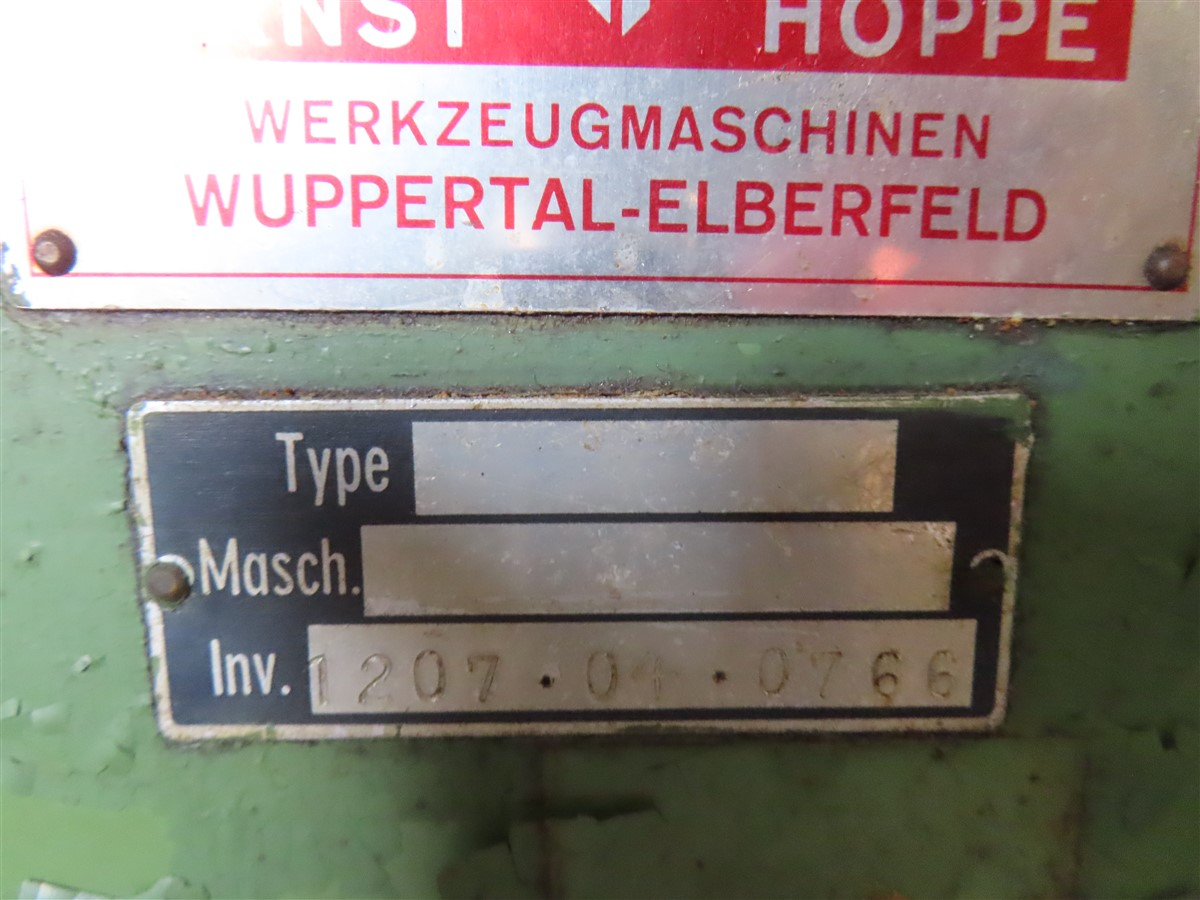 HOPPE
WERKZEUGMASCHINEN
WUPPERTAL-ELBERFELD
Type
Masch.
Inv. 1207.04.0766